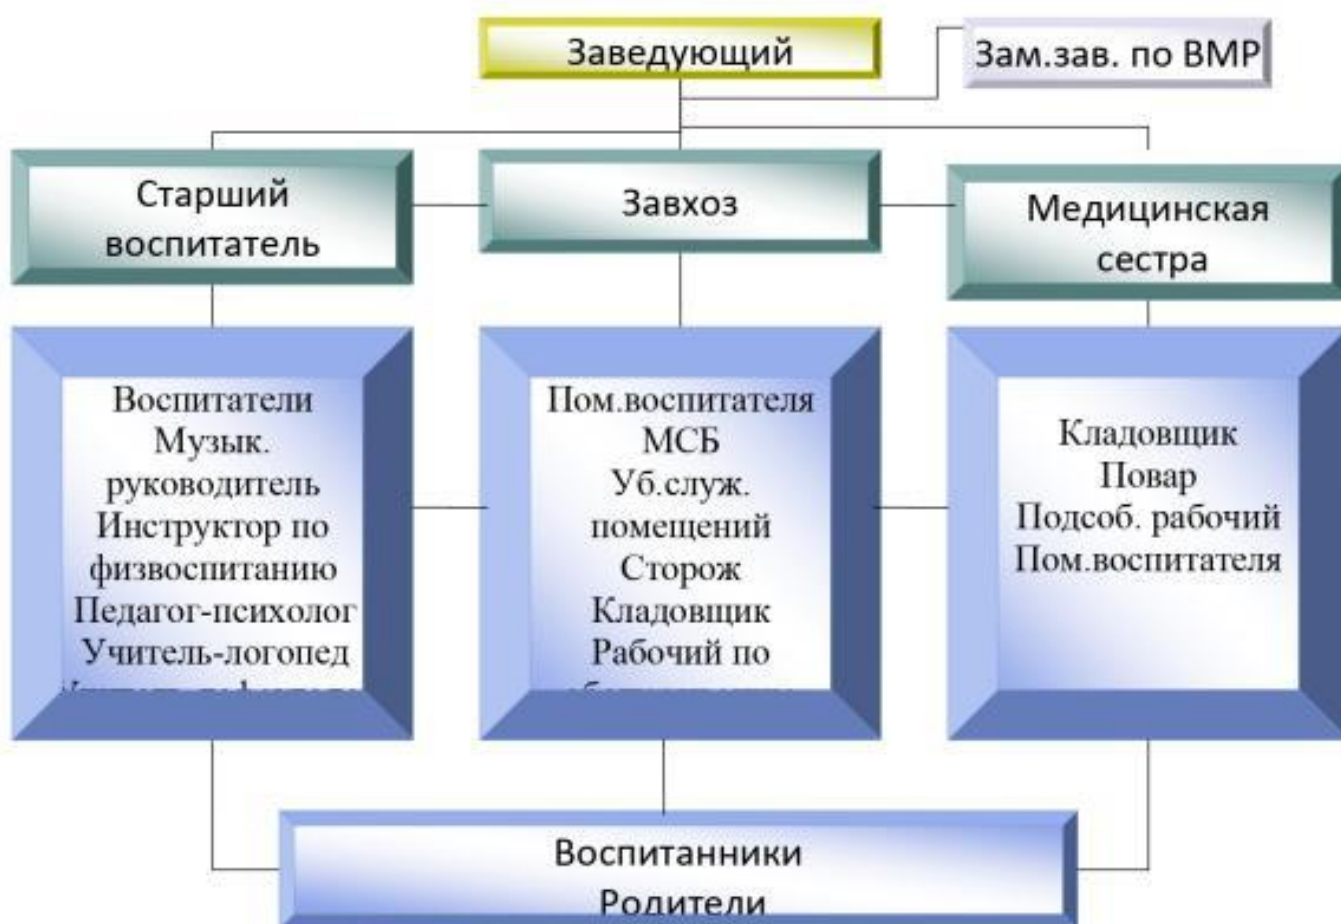 Заведующий
Зам.зав. по ВМР
Старший
воспитатель
Завхоз
Медицинская
сестра
Воспитатели
Музык.
руководитель
Инструктор по
физвоспитанию
Педагог-психолог
Учитель-логопед
Пом.воспитателя
МСБ
Уб.служ.
помещений
Сторож
Кладовщик
Рабочий по
Кладовщик
Повар
Подсоб. рабочий
Пом.воспитателя
Воспитанники
Родители